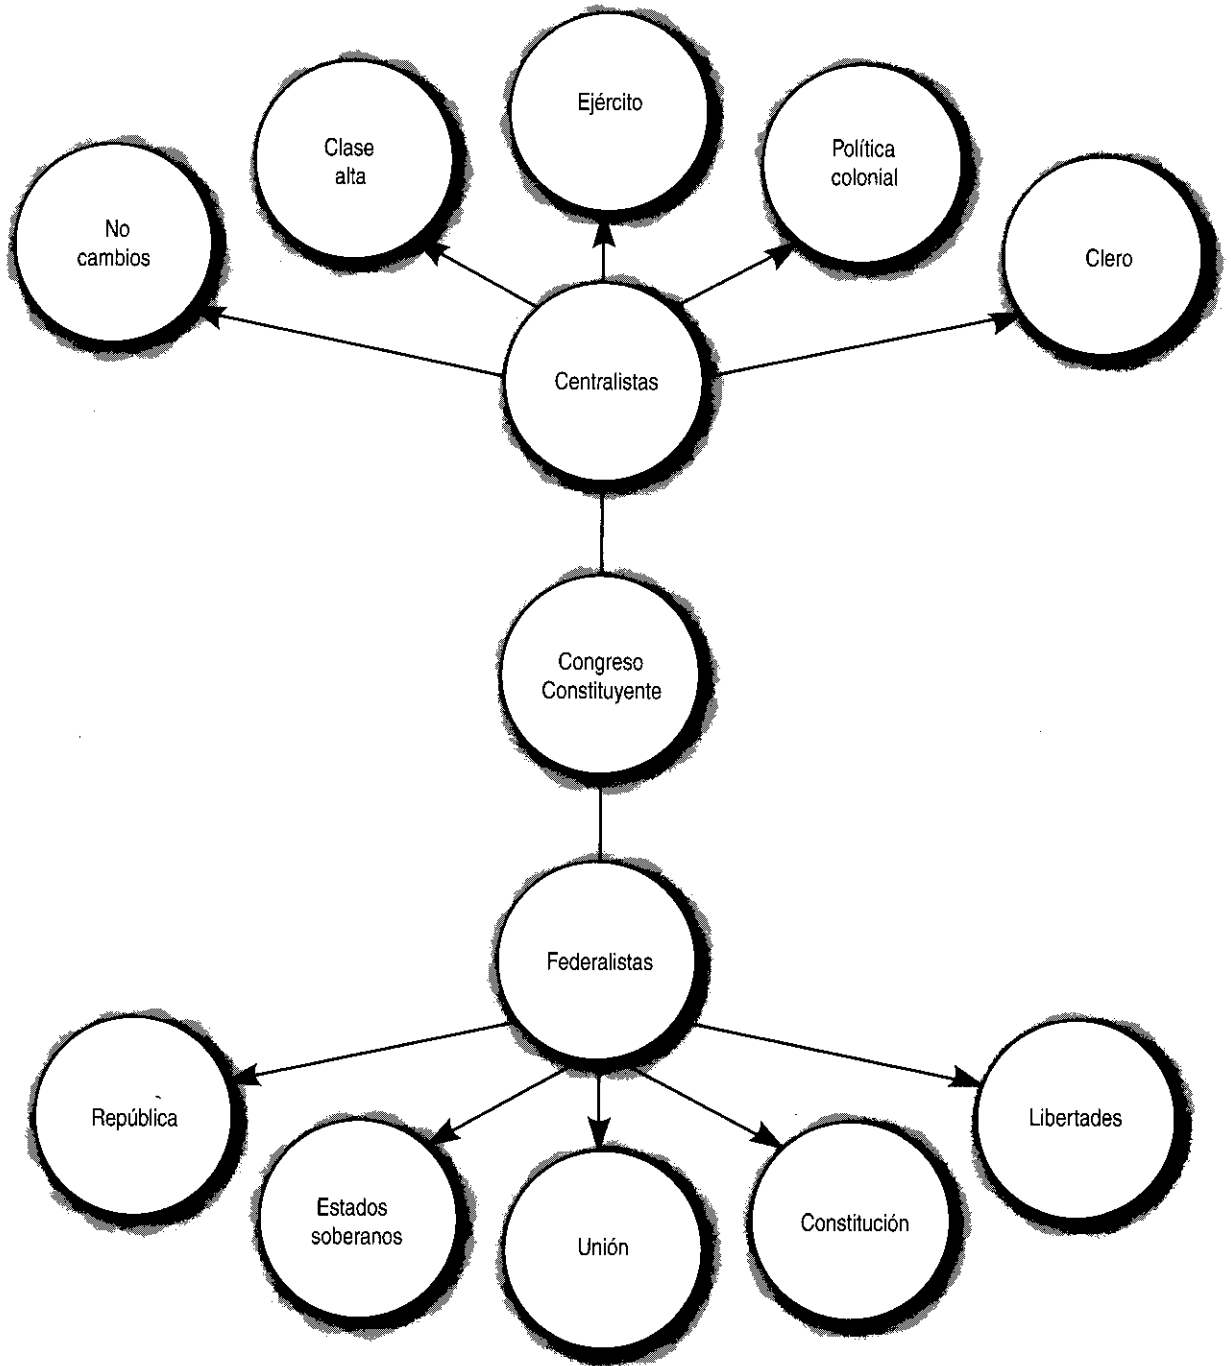 Ejército
Clase
alta
Política
colonial
No
cambios
Clero
Centralistas
Congreso
Constituyente
Federalistas
República
Libertades
Estados
soberanos
Unión
Constitución